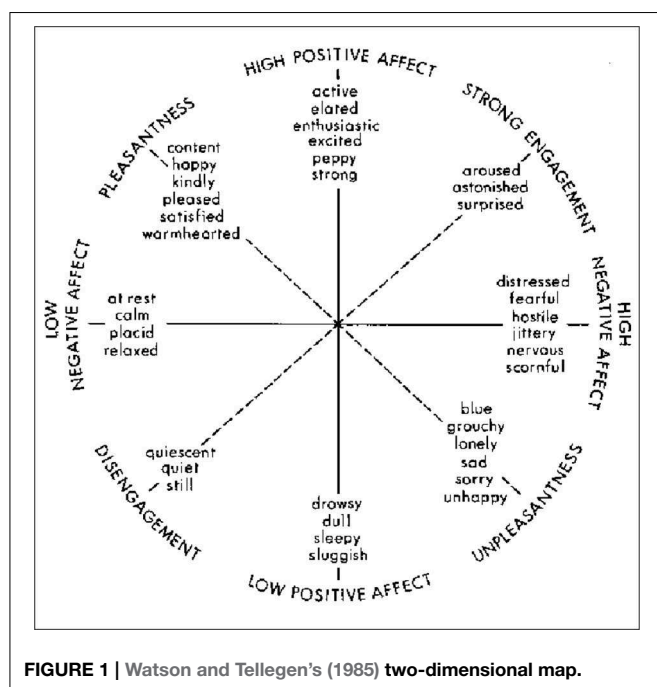 HIGH POSITIVE AFFECT
active
elated
enthusiastic
excited
peppy
strong
STRONG ENGAGEMENT
aroused
astonished
surprised
PLEASANTNESS
content
happy
kindly
pleased
satisfied
warmhearted
LOW
NEGATIVE AFFECT
at rest
calm
placid
relaxed
distressed
fearful
hostile
jittery
nervous
scornful
HIGH
NEGATIVE AFFECT
DISENGAGEMENT
quiescent
quiet
still
blue
grouchy
lonely
sad
sorry
unhappy
UNPLEASANTNESS
drowsy
dull
sleepy
sluggish
LOW POSITIVE AFFECT
FIGURE 1 | Watson and Tellegen's (1985) two-dimensional map.